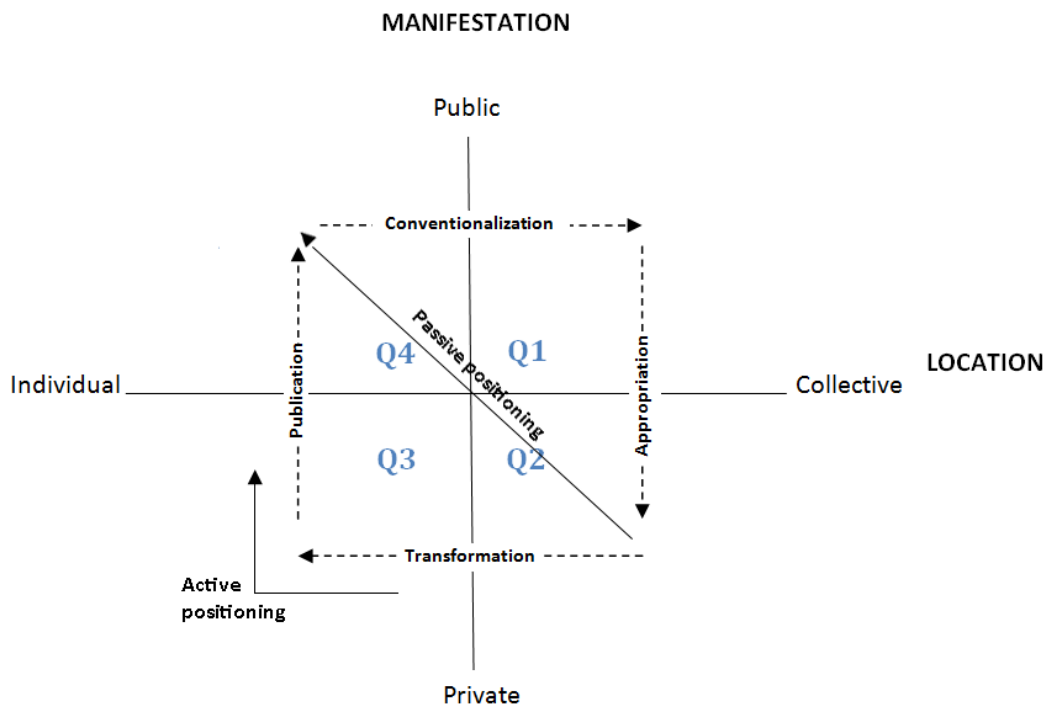 MANIFESTATION
Public
Conventionalization
Passive positioning
Q4
Q1
Publication
Appropriation
Individual
Collective
LOCATION
Q3
Q2
Transformation
Active
positioning
Private